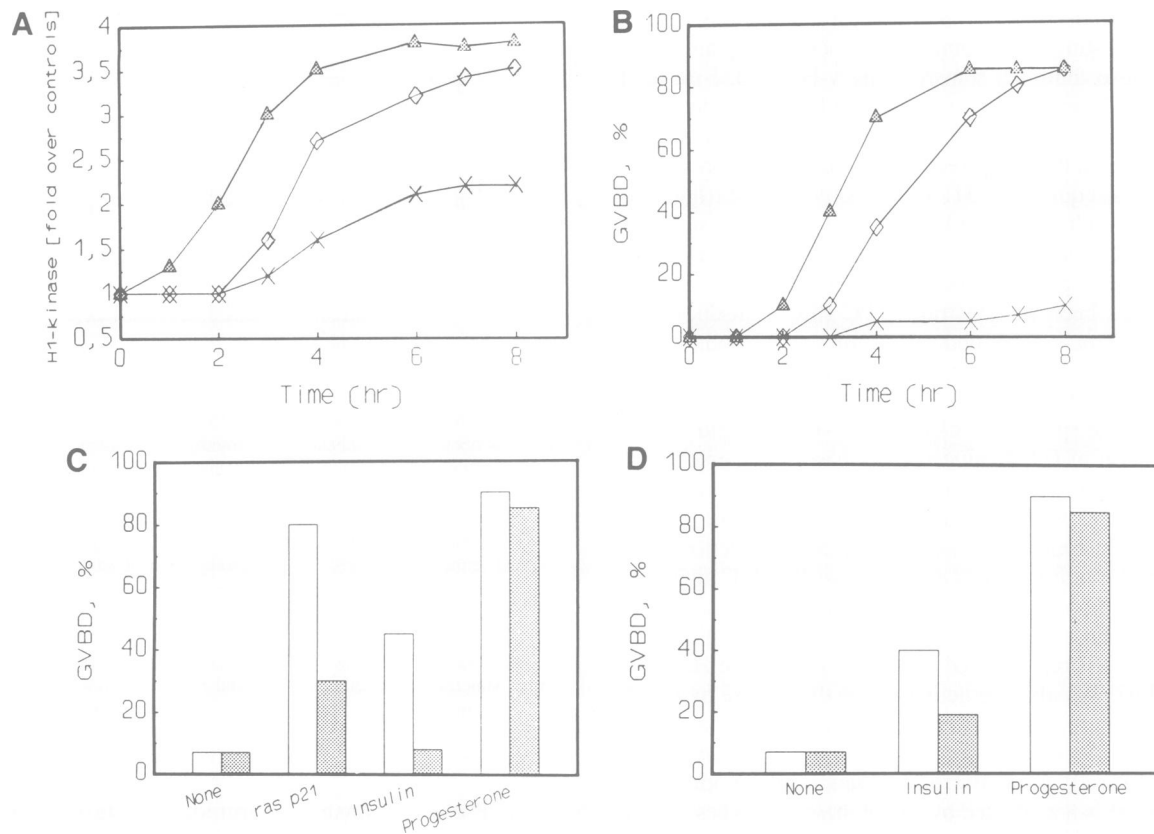 A
H1-kinase [fold over controls]
4
3,5
3
2,5
2
1,5
1
0,5
0
2
4
6
8
Time (hr)
B
GVBD, %
100
80
60
40
20
0
0
2
4
6
8
Time (hr)
C
GVBD, %
100
80
60
40
20
0
None
ras p21
Insulin
Progesterone
D
GVBD, %
100
80
60
40
20
0
None
Insulin
Progesterone